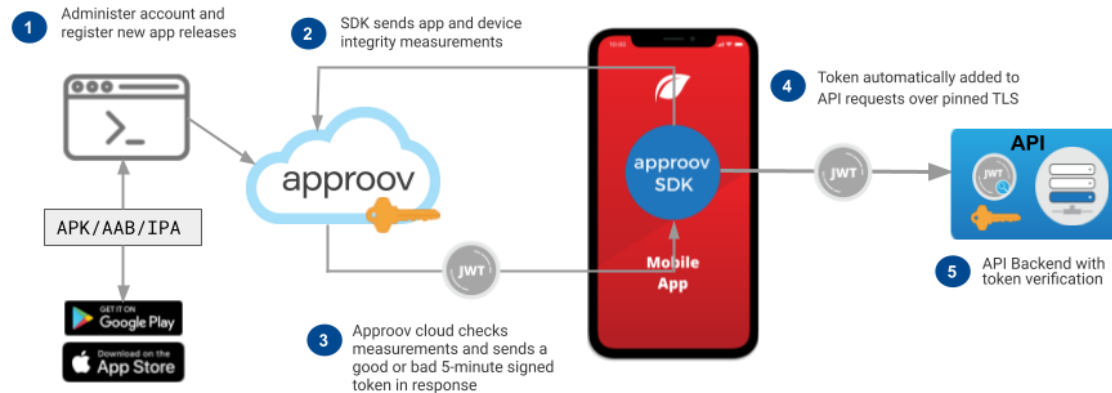 1
Administer account and
register new app releases
2
SDK sends app and device
integrity measurements
10:00
4
Token automatically added to
API requests over pinned TLS
>_
approov
approov
SDK
JWT
API
JWT
APK/AAB/IPA
JWT
Mobile
App
5
API Backend with
token verification
GET IT ON
Google Play
Download on the
App Store
3
Approov cloud checks
measurements and sends a
good or bad 5-minute signed
token in response